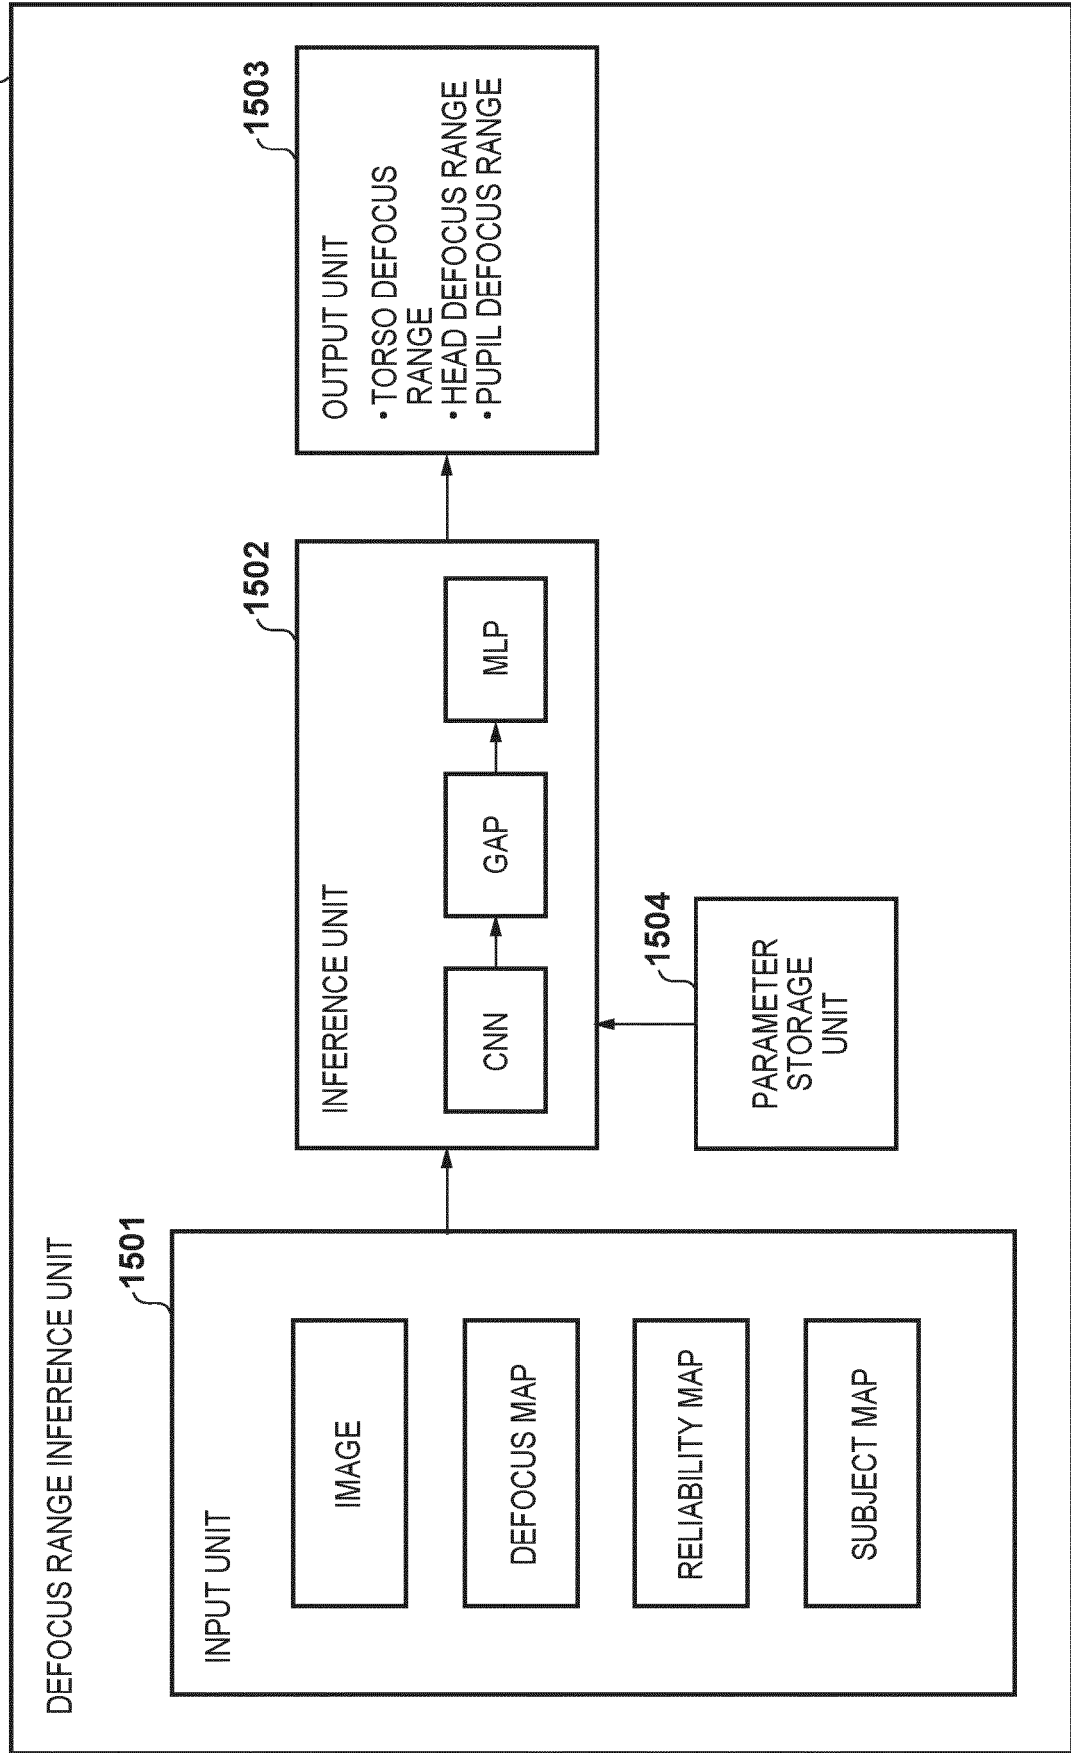 DEFOCUS RANGE INFERENCE UNIT
1501
INPUT UNIT
IMAGE
DEFOCUS MAP
RELIABILITY MAP
SUBJECT MAP
1502
INFERENCE UNIT
CNN
GAP
MLP
1504
PARAMETER
STORAGE
UNIT
1503
OUTPUT UNIT
• TORSO DEFOCUS
RANGE
• HEAD DEFOCUS RANGE
• PUPIL DEFOCUS RANGE